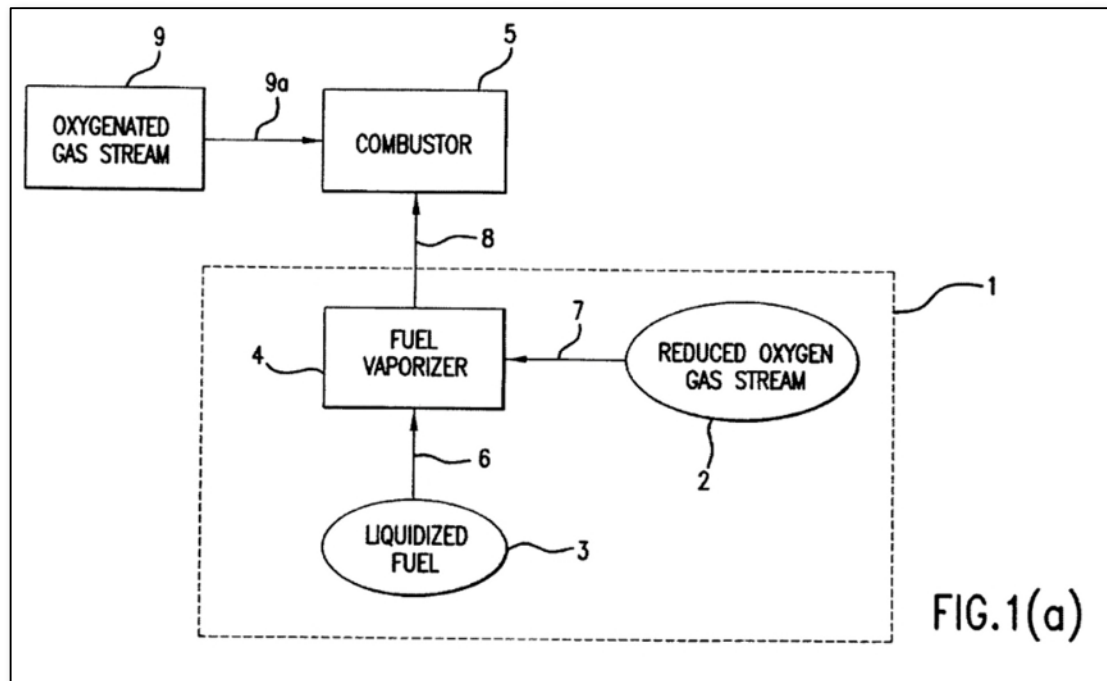 9
5
9a
OXYGENATED
GAS STREAM
COMBUSTOR
8
1
7
4
FUEL
VAPORIZER
REDUCED OXYGEN
GAS STREAM
6
2
LIQUIDIZED
FUEL
3
FIG.1(a)